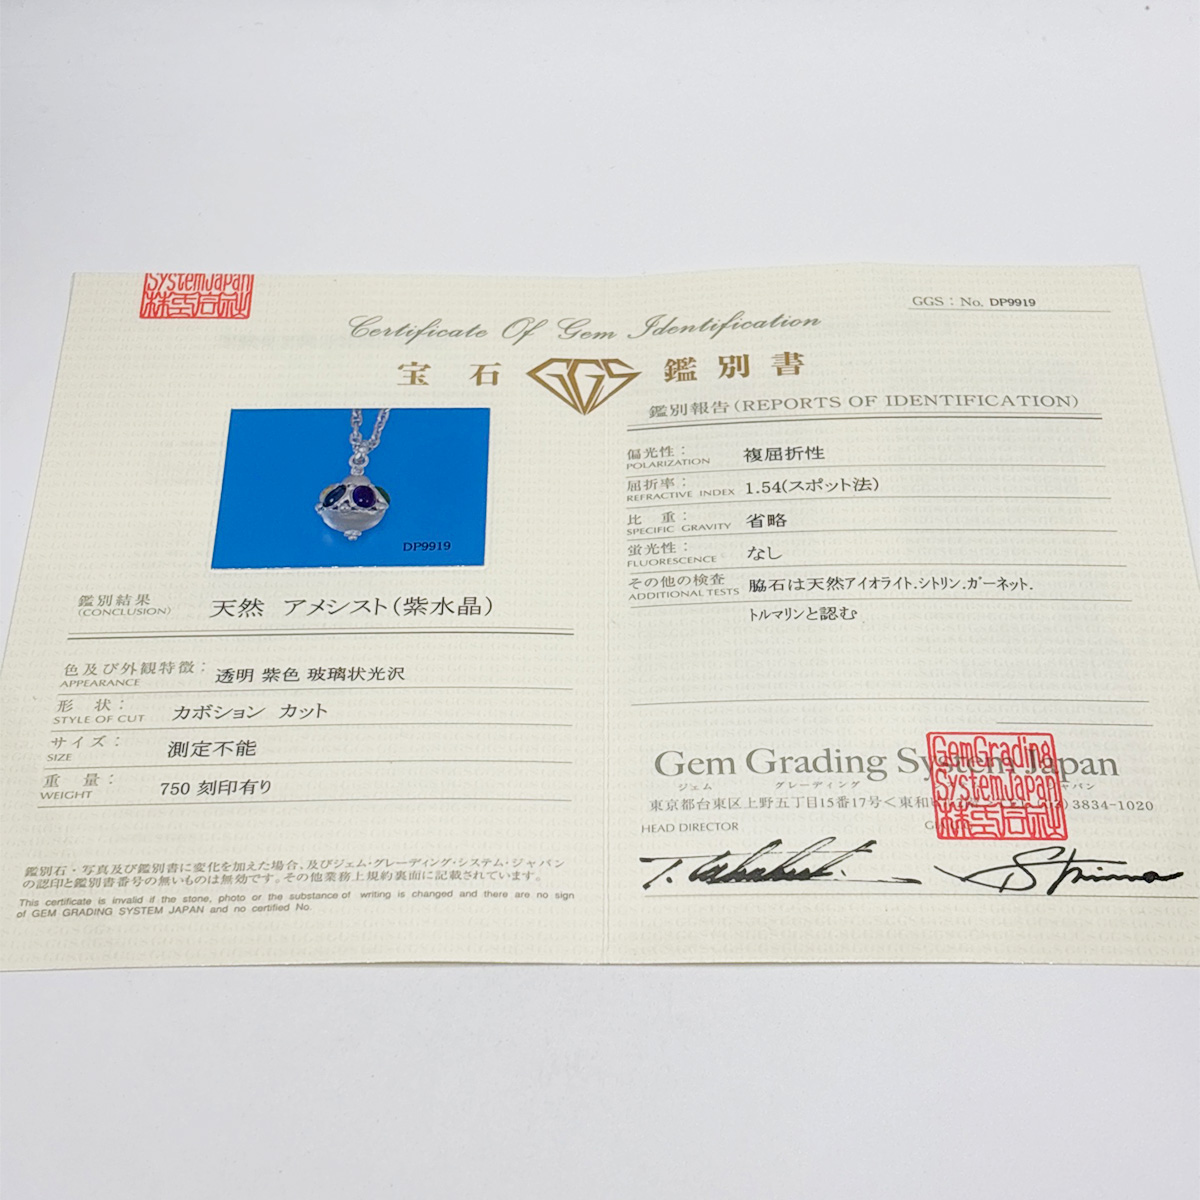 SystemJapan
株式会社
GGS : No. DP9919
Certificate Of Gem Identification
宝石 GGS 鑑別書
DP9919
鑑別結果
(CONCLUSION)
天然 アメシスト(紫水晶)
色及び外観特徴:
APPEARANCE
透明 紫色 玻璃状光沢
形 状:
STYLE OF CUT
カボション カット
サイズ:
SIZE
測定不能
重 量:
WEIGHT
750 刻印有り
鑑別石・写真及び鑑別書に変化を加えた場合、及びジェム・グレーディング・システム・ジャパン
の認印と鑑別書番号の無いものは無効です。その他業務上規約裏面に記載されています。
This certificate is invalid if the stone, photo or the substance of writing is changed and there are no sign
of GEM GRADING SYSTEM JAPAN and no certified No.
鑑別報告(REPORTS OF IDENTIFICATION)
偏光性:
POLARIZATION
複屈折性
屈折率:
REFRACTIVE INDEX
1.54(スポット法)
比 重:
SPECIFIC GRAVITY
省略
蛍光性:
FLUORESCENCE
なし
その他の検査
ADDITIONAL TESTS
脇石は天然アイオライト.シトリン.ガーネット.
トルマリンと認む
Gem Grading System Japan
ジェム グレーディング ャパン
東京都台東区上野五丁目15番17号<東和 )3834-1020
HEAD DIRECTOR
GemGrading
SystemJapan
株式会社